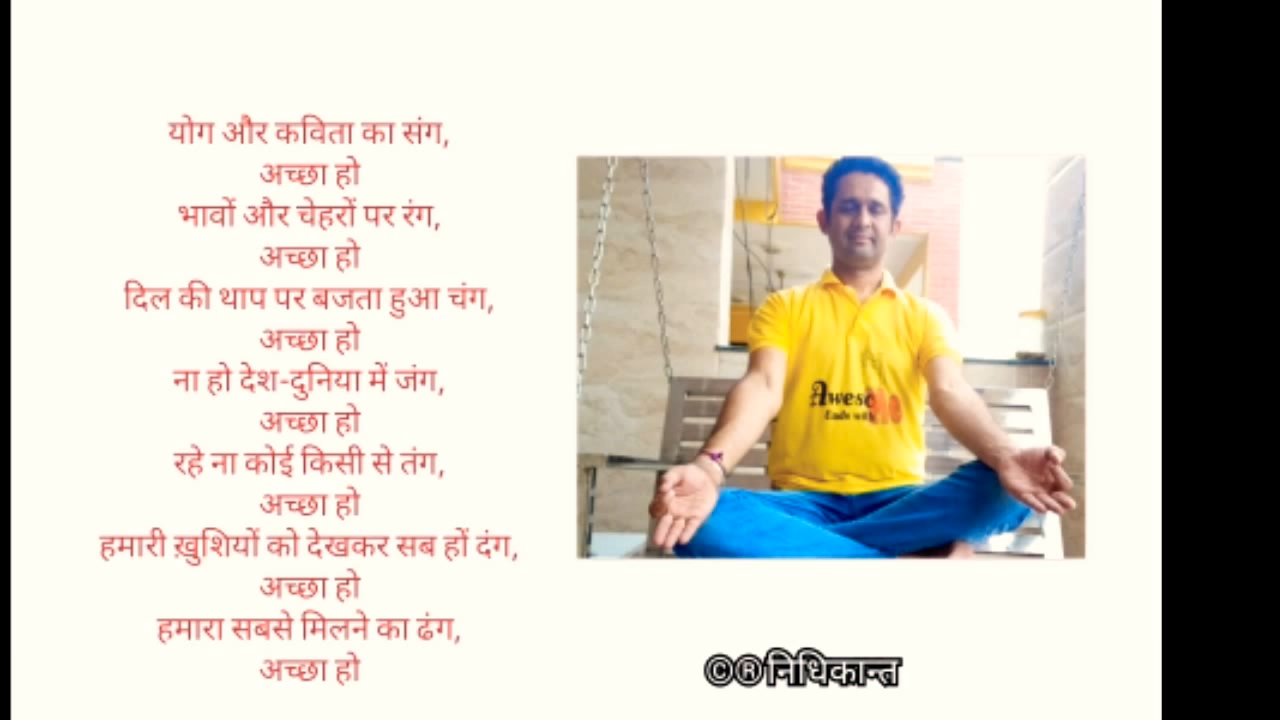 योग और कविता का संग,
अच्छा हो
भावों और चेहरों पर रंग,
अच्छा हो
दिल की थाप पर बजता हुआ चंग,
अच्छा हो
ना हो देश-दुनिया में जंग,
अच्छा हो
रहे ना कोई किसी से तंग,
अच्छा हो
हमारी ख़ुशियों को देखकर सब हों दंग,
अच्छा हो
हमारा सबसे मिलने का ढंग,
अच्छा हो
©®निधिकान्त